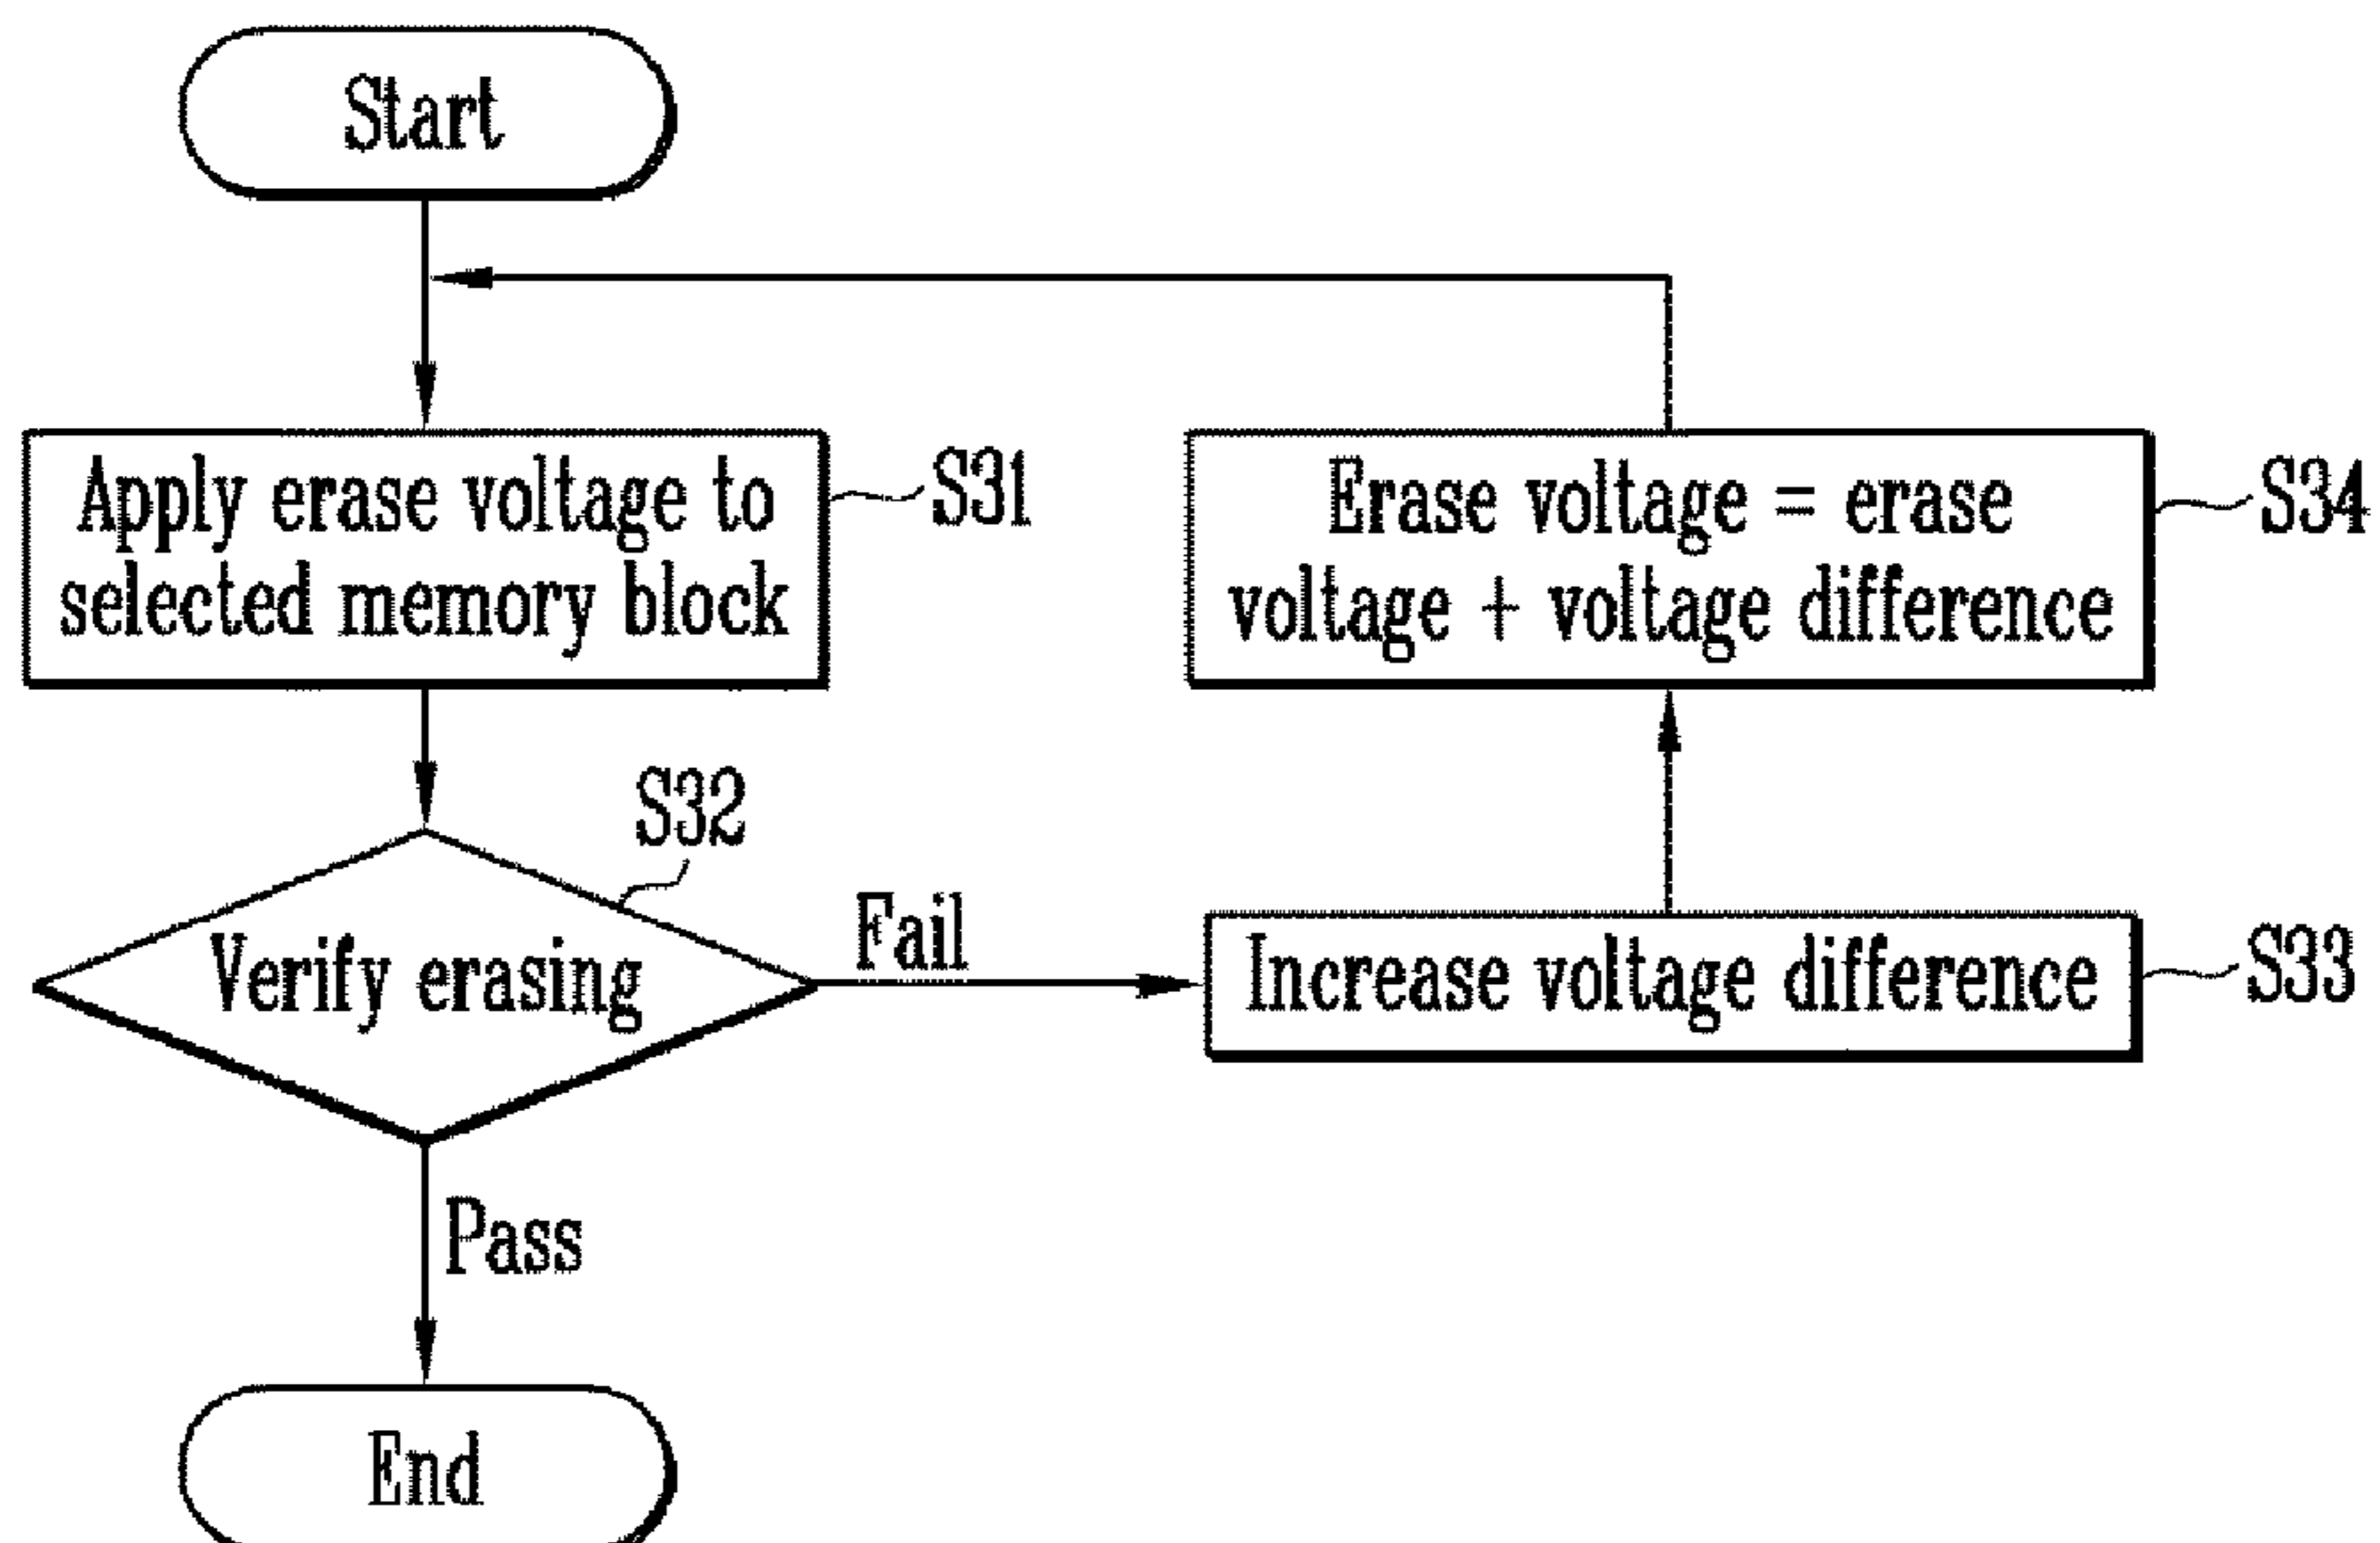 Start
Apply erase voltage to
selected memory block
S31
Erase voltage = erase
voltage + voltage difference
S34
S32
Verify erasing
Fail
Increase voltage difference
S33
Pass
End